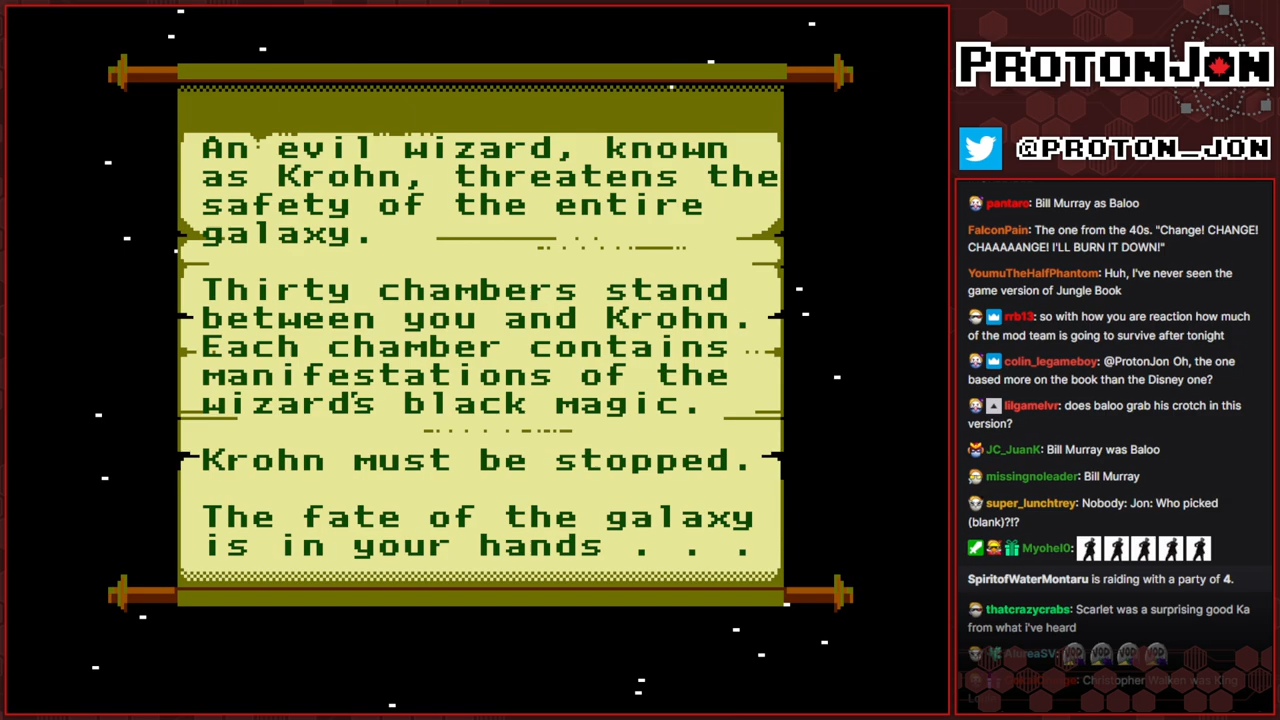 An evil wizard, known
as Krohn, threatens the
safety of the entire
galaxy.
Thirty chambers stand
between you and Krohn.
Each chamber contains
manifestations of the
wizard's black magic.
Krohn must be stopped.
The fate of the galaxy
is in your hands . . .
PROTONJON
@PROTON_JON
pantaro: Bill Murray as Baloo
FalconPain: The one from the 40s. "Change! CHANGE!
CHAAAANGE! I'LL BURN IT DOWN!"
YoumuTheHalfPhantom: Huh, I've never seen the
game version of Jungle Book
rrb13: so with how you are reaction how much
of the mod team is going to survive after tonight
colin_legameboy: @ProtonJon Oh, the one
based more on the book than the Disney one?
lilgamelvr: does baloo grab his crotch in this
version?
JC_JuanK: Bill Murray was Baloo
missingnoleader: Bill Murray
super_lunchtrey: Nobody: Jon: Who picked
(blank)?!?
Myohel0:
SpiritofWaterMontaru is raiding with a party of 4.
thatcrazycrabs: Scarlet was a surprising good Ka
from what i've heard
AlureaSV:
Christopher Walken was King